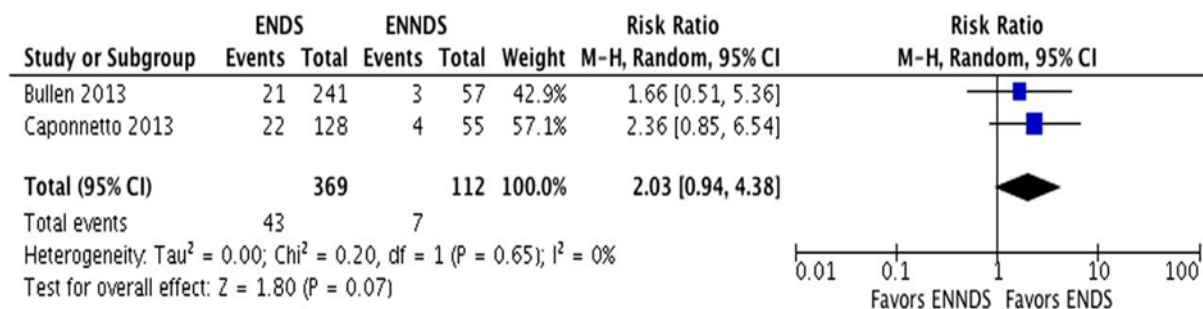 ENDS ENNDS Risk Ratio Risk Ratio
Study or Subgroup Events Total Events Total Weight M-H, Random, 95% CI M-H, Random, 95% CI
Bullen 2013 21 241 3 57 42.9% 1.66 [0.51, 5.36]
Caponnetto 2013 22 128 4 55 57.1% 2.36 [0.85, 6.54]
Total (95% CI) 369 112 100.0% 2.03 [0.94, 4.38]
Total events 43 7
Heterogeneity: Tau² = 0.00; Chi² = 0.20, df = 1 (P = 0.65); I² = 0%
Test for overall effect: Z = 1.80 (P = 0.07)
0.01 0.1 1 10 100
Favors ENNDS Favors ENDS